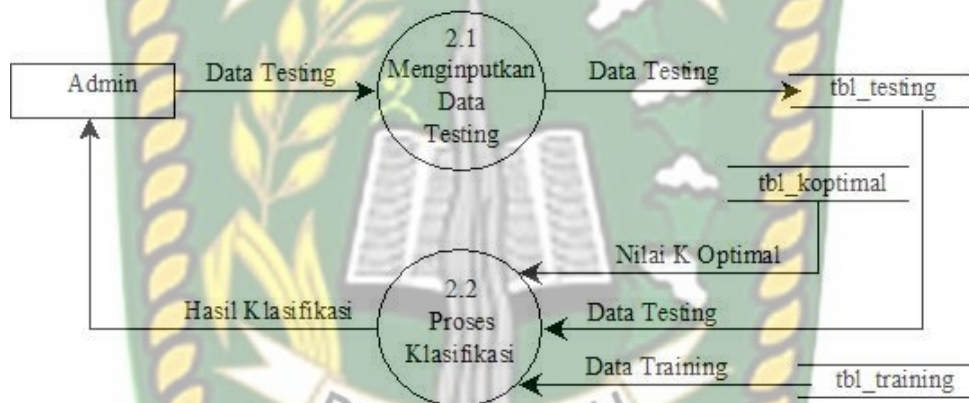 Admin
Data Testing
2.1
Menginputkan
Data
Testing
Data Testing
tbl_testing
tbl_koptimal
Nilai K Optimal
Hasil Klasifikasi
2.2
Proses
Klasifikasi
Data Testing
Data Training
tbl_training